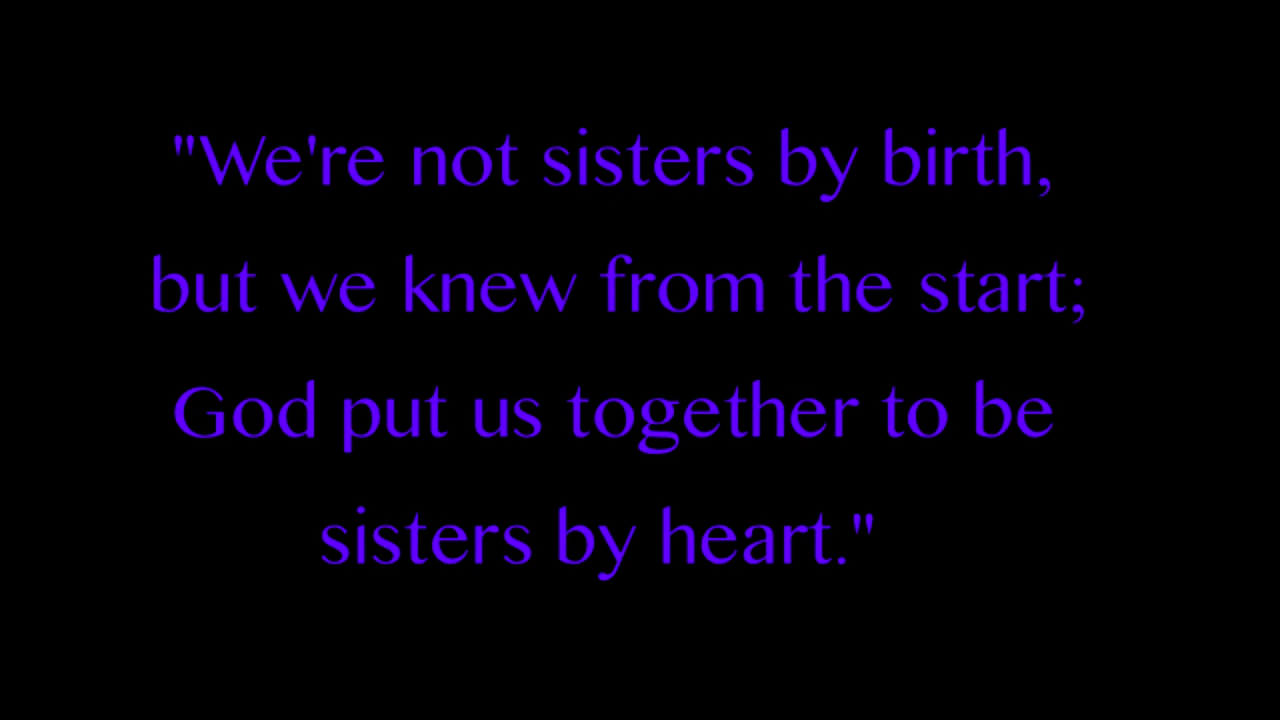 "We're not sisters by birth,
but we knew from the start;
God put us together to be
sisters by heart."